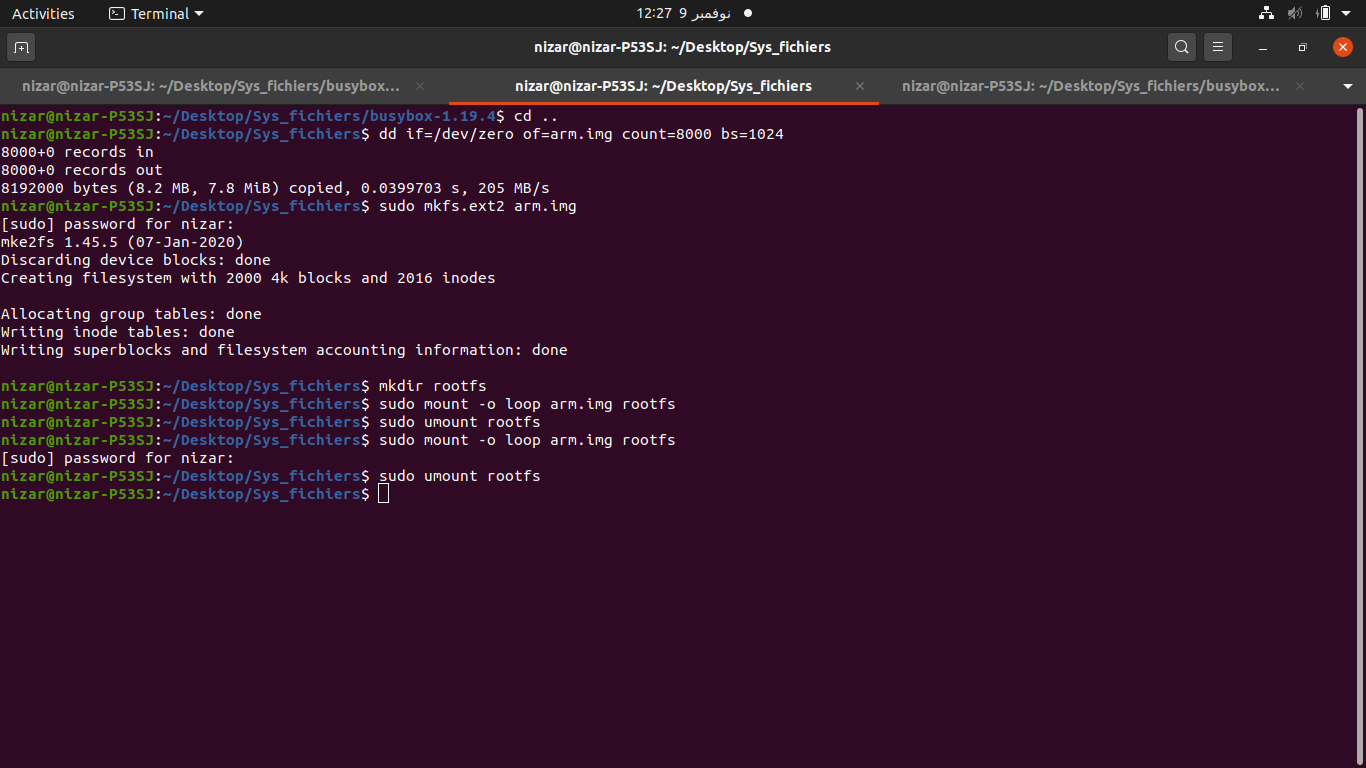 Activities
Terminal
12:27 9 نوفمبر
nizar@nizar-P53SJ: ~/Desktop/Sys_fichiers
nizar@nizar-P53SJ: ~/Desktop/Sys_fichiers/busybox...
nizar@nizar-P53SJ: ~/Desktop/Sys_fichiers
nizar@nizar-P53SJ: ~/Desktop/Sys_fichiers/busybox...
nizar@nizar-P53SJ:~/Desktop/Sys_fichiers/busybox-1.19.4$ cd ..
nizar@nizar-P53SJ:~/Desktop/Sys_fichiers$ dd if=/dev/zero of=arm.img count=8000 bs=1024
8000+0 records in
8000+0 records out
8192000 bytes (8.2 MB, 7.8 MiB) copied, 0.0399703 s, 205 MB/s
nizar@nizar-P53SJ:~/Desktop/Sys_fichiers$ sudo mkfs.ext2 arm.img
[sudo] password for nizar:
mke2fs 1.45.5 (07-Jan-2020)
Discarding device blocks: done
Creating filesystem with 2000 4k blocks and 2016 inodes
Allocating group tables: done
Writing inode tables: done
Writing superblocks and filesystem accounting information: done
nizar@nizar-P53SJ:~/Desktop/Sys_fichiers$ mkdir rootfs
nizar@nizar-P53SJ:~/Desktop/Sys_fichiers$ sudo mount -o loop arm.img rootfs
nizar@nizar-P53SJ:~/Desktop/Sys_fichiers$ sudo umount rootfs
nizar@nizar-P53SJ:~/Desktop/Sys_fichiers$ sudo mount -o loop arm.img rootfs
[sudo] password for nizar:
nizar@nizar-P53SJ:~/Desktop/Sys_fichiers$ sudo umount rootfs
nizar@nizar-P53SJ:~/Desktop/Sys_fichiers$